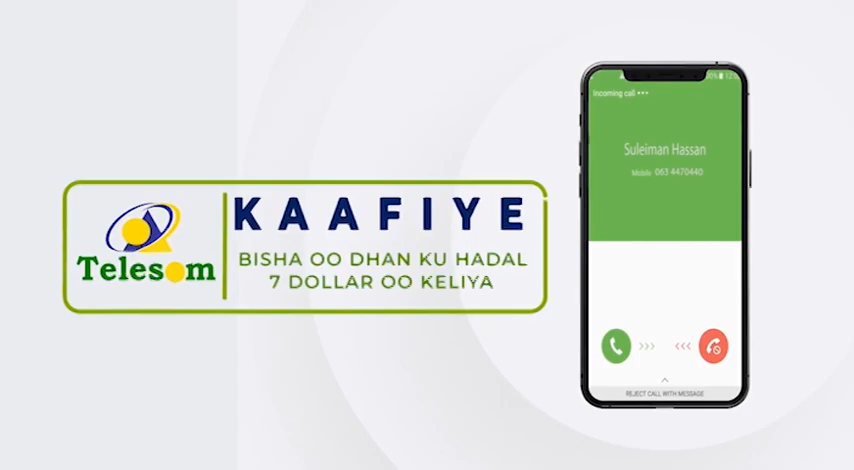 Telesom
KAAFIYE
BISHA OO DHAN KU HADAL
7 DOLLAR OO KELIYA
Incoming call
Suleiman Hassan
Mobile 063 4470440
REJECT CALL WITH MESSAGE